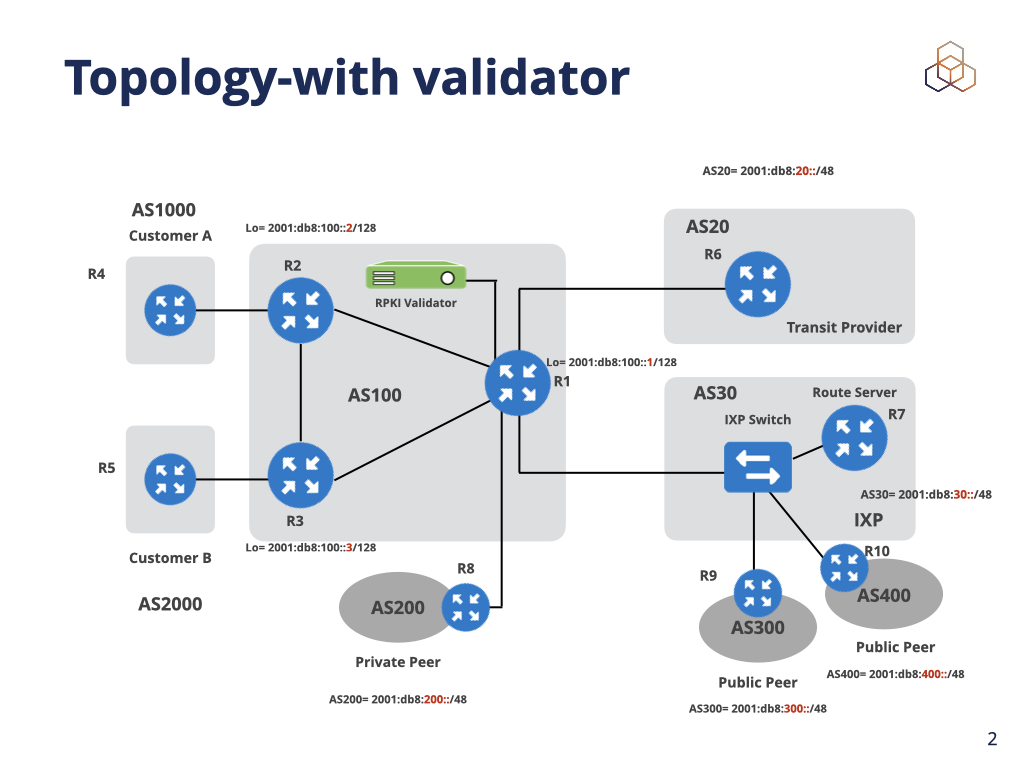 Topology-with validator
AS20= 2001:db8:20::/48
AS1000
Customer A
Lo= 2001:db8:100::2/128
AS20
R6
R4
R2
RPKI Validator
Transit Provider
Lo= 2001:db8:100::1/128
R1
AS100
AS30
Route Server
IXP Switch
R7
R5
AS30= 2001:db8:30::/48
R3
IXP
Lo= 2001:db8:100::3/128
Customer B
R10
R8
R9
AS2000
AS200
AS400
AS300
Public Peer
Private Peer
AS400= 2001:db8:400::/48
Public Peer
AS200= 2001:db8:200::/48
AS300= 2001:db8:300::/48
2